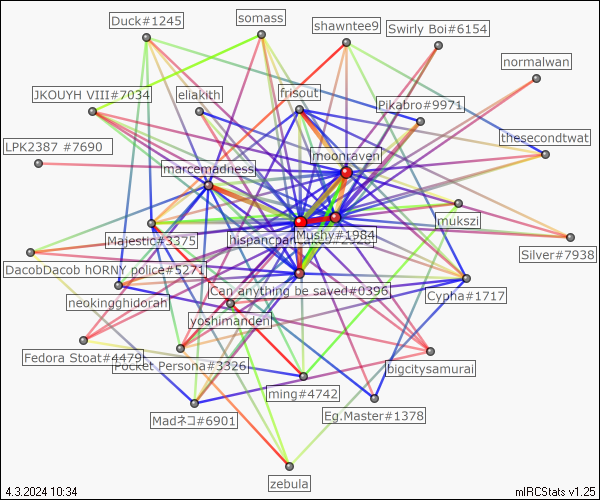 Duck#1245
somass
shawntee9
Swirly Boi#6154
normalwan
JKOUYH VIII#7034
eliakith
frisout
Pikabro#9971
thesecondtwat
LPK2387 #7690
moonraven
marcemadness
mukszi
Majestic#3375
Mushy#1984
Silver#7938
DacobDacob hORNY police#5271
Can anything be saved#0396
Cypha#1717
neokingghidorah
yoshimanden
Fedora Stoat#4479
Pocket Persona#3326
bigcitysamurai
ming#4742
Eg.Master#1378
Madネコ#6901
zebula
4.3.2024 10:34
mIRCStats v1.25